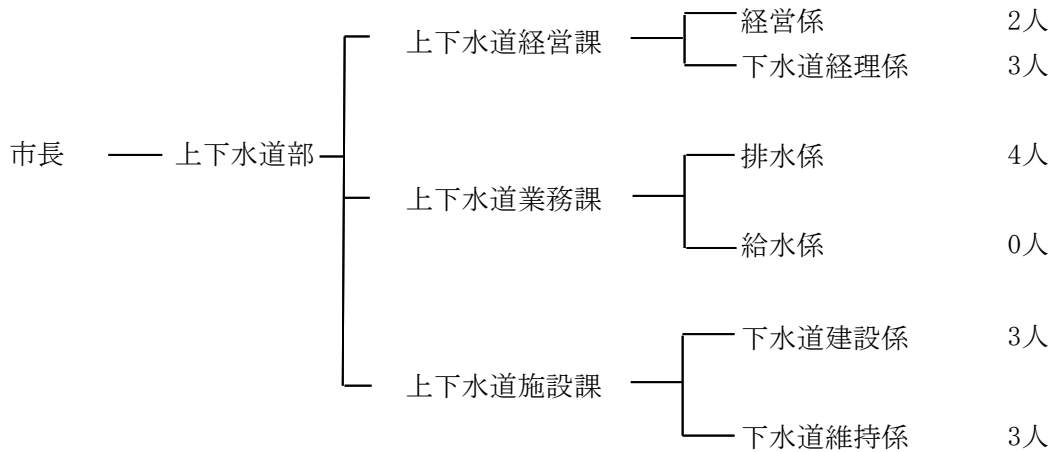 経営係 2人
上下水道経営課
下水道経理係 3人
市長 上下水道部 排水係 4人
上下水道業務課
給水係 0人
下水道建設係 3人
上下水道施設課
下水道維持係 3人